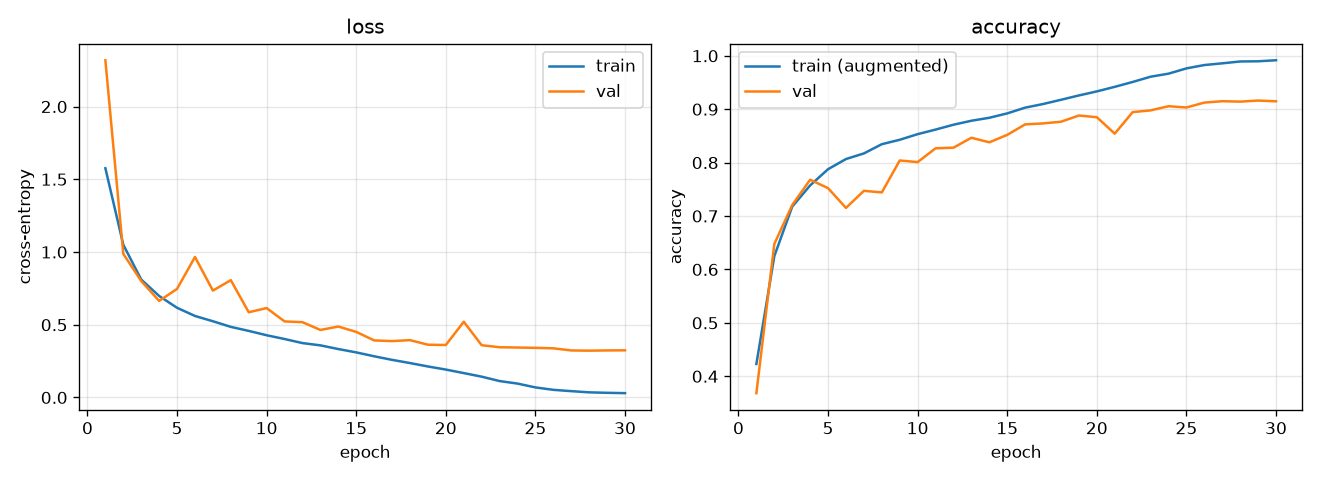 loss
train
val
cross-entropy
2.0
1.5
1.0
0.5
0.0
0 5 10 15 20 25 30
epoch
accuracy
train (augmented)
val
accuracy
1.0
0.9
0.8
0.7
0.6
0.5
0.4
0 5 10 15 20 25 30
epoch